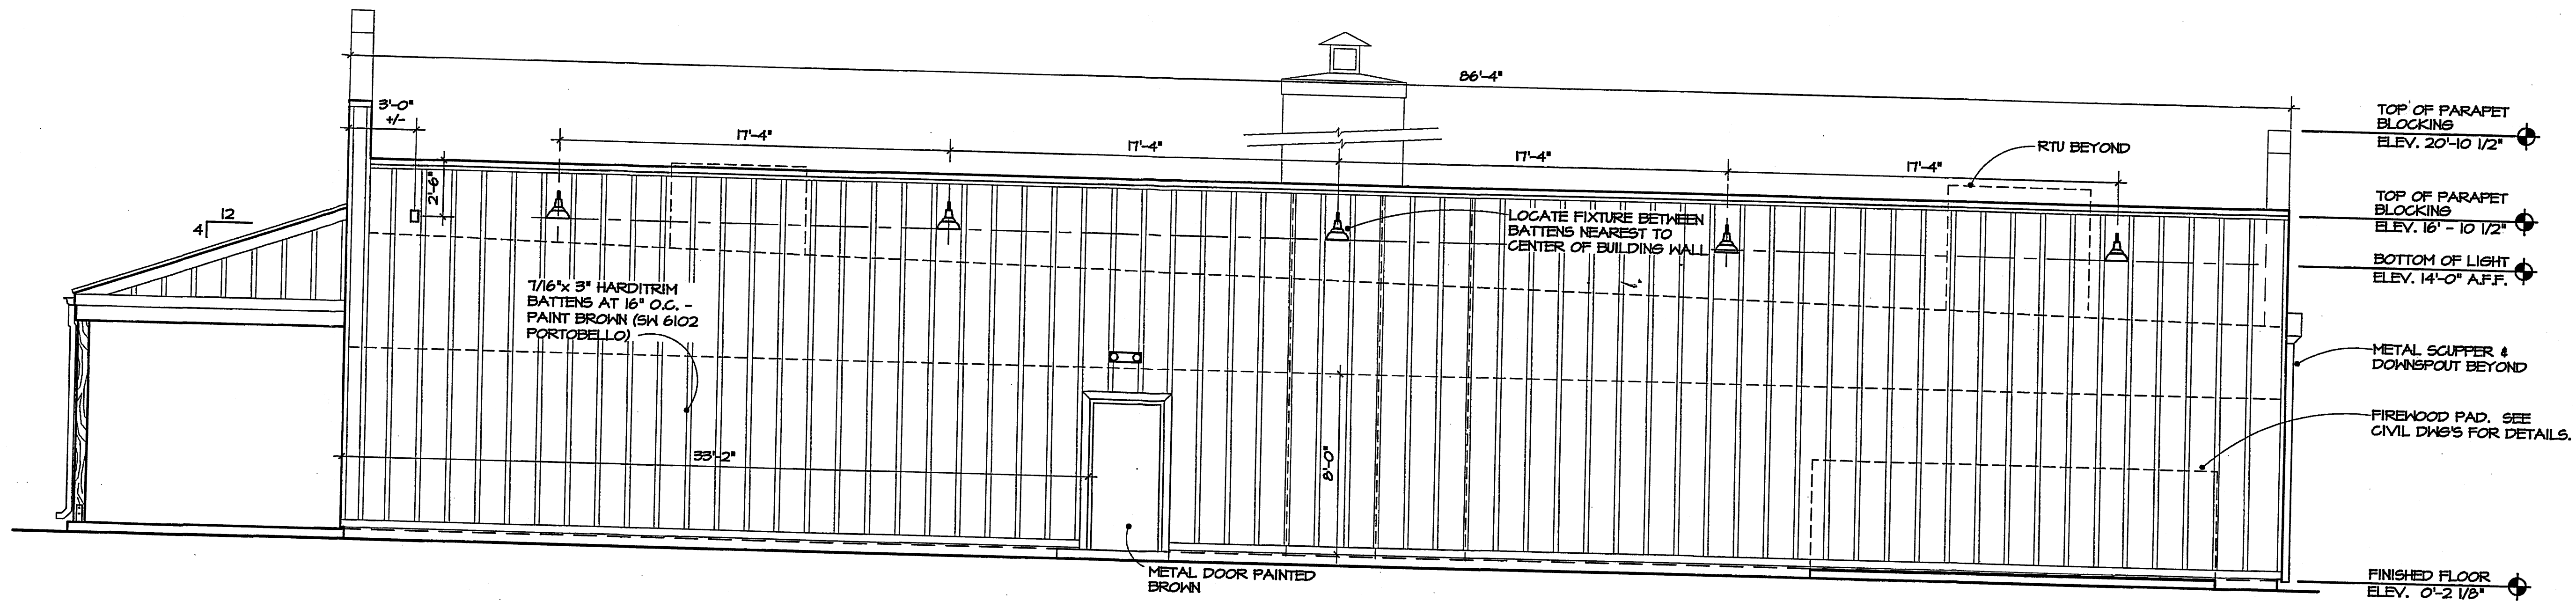 86'-4"
3'-0"
+/-
17'-4"
17'-4"
17'-4"
17'-4"
2'-6"
RTU BEYOND
TOP OF PARAPET
BLOCKING
ELEV. 20'-10 1/2"
TOP OF PARAPET
BLOCKING
ELEV. 16' - 10 1/2"
BOTTOM OF LIGHT
ELEV. 14'-0" A.F.F.
12
4
LOCATE FIXTURE BETWEEN
BATTENS NEAREST TO
CENTER OF BUILDING WALL
7/16"x 3" HARDITRIM
BATTENS AT 16" O.C. -
PAINT BROWN (SW 6102
PORTOBELLO)
METAL SCUPPER &
DOWNSPOUT BEYOND
FIREWOOD PAD. SEE
CIVIL DWG'S FOR DETAILS.
33'-2"
8'-0"
METAL DOOR PAINTED
BROWN
FINISHED FLOOR
ELEV. 0'-2 1/8"